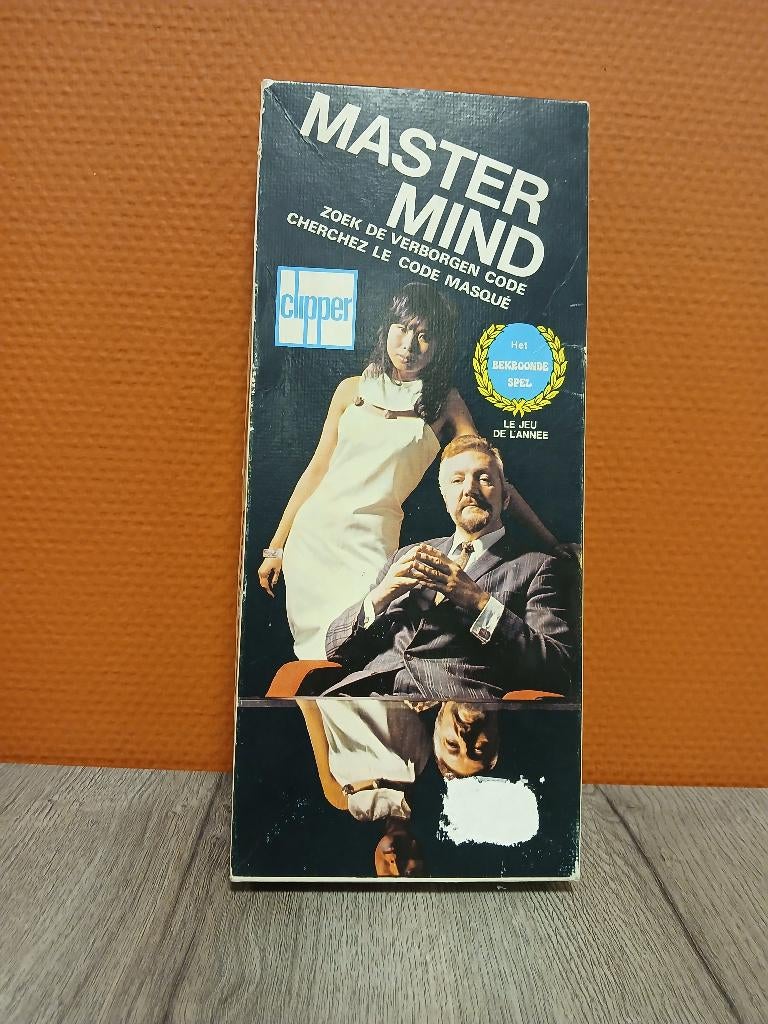 MASTER
MIND
ZOEK DE VERBORGEN CODE
CHERCHEZ LE CODE MASQUÉ
clipper
Het
BEKROONDE
SPEL
LE JEU
DE L'ANNEE